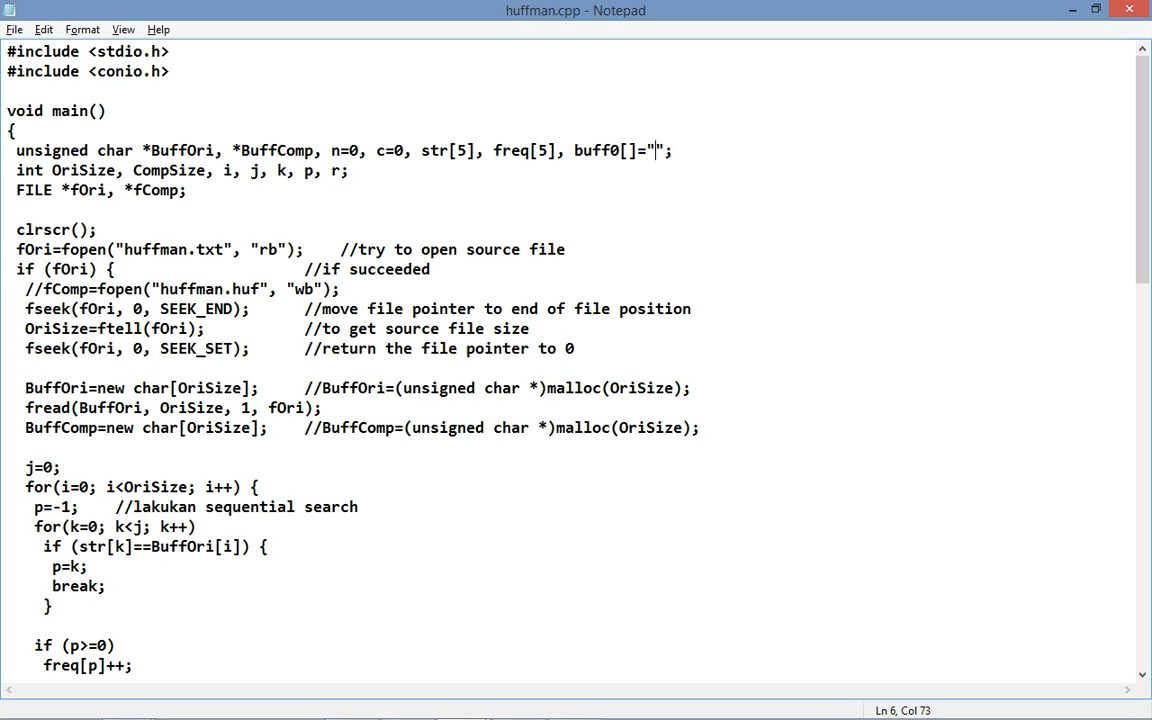 huffman.cpp - Notepad
File Edit Format View Help
#include <stdio.h>
#include <conio.h>

void main()
{
 unsigned char *BuffOri, *BuffComp, n=0, c=0, str[5], freq[5], buff0[]="";
 int OriSize, CompSize, i, j, k, p, r;
 FILE *fOri, *fComp;

 clrscr();
 fOri=fopen("huffman.txt", "rb");    //try to open source file
 if (fOri) {                     //if succeeded
  //fComp=fopen("huffman.huf", "wb");
  fseek(fOri, 0, SEEK_END);      //move file pointer to end of file position
  OriSize=ftell(fOri);           //to get source file size
  fseek(fOri, 0, SEEK_SET);      //return the file pointer to 0

  BuffOri=new char[OriSize];     //BuffOri=(unsigned char *)malloc(OriSize);
  fread(BuffOri, OriSize, 1, fOri);
  BuffComp=new char[OriSize];    //BuffComp=(unsigned char *)malloc(OriSize);

  j=0;
  for(i=0; i<OriSize; i++) {
   p=-1;    //lakukan sequential search
   for(k=0; k<j; k++)
    if (str[k]==BuffOri[i]) {
     p=k;
     break;
    }

   if (p>=0)
    freq[p]++;
Ln 6, Col 73